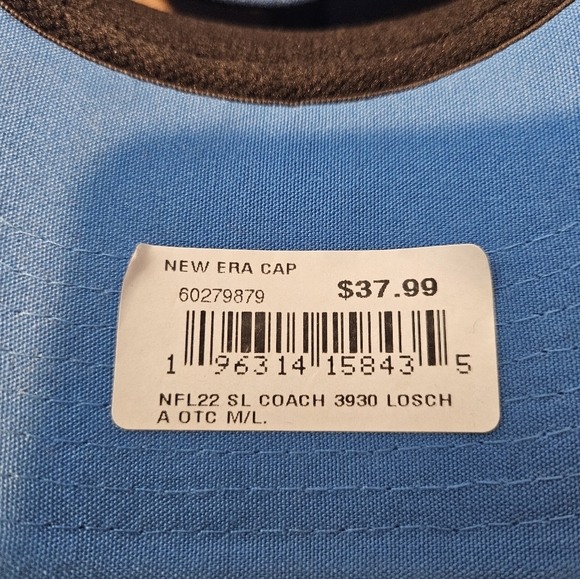 NEW ERA CAP
60279879 $37.99
1 96314 15843 5
NFL22 SL COACH 3930 LOSCH
A OTC M/L.